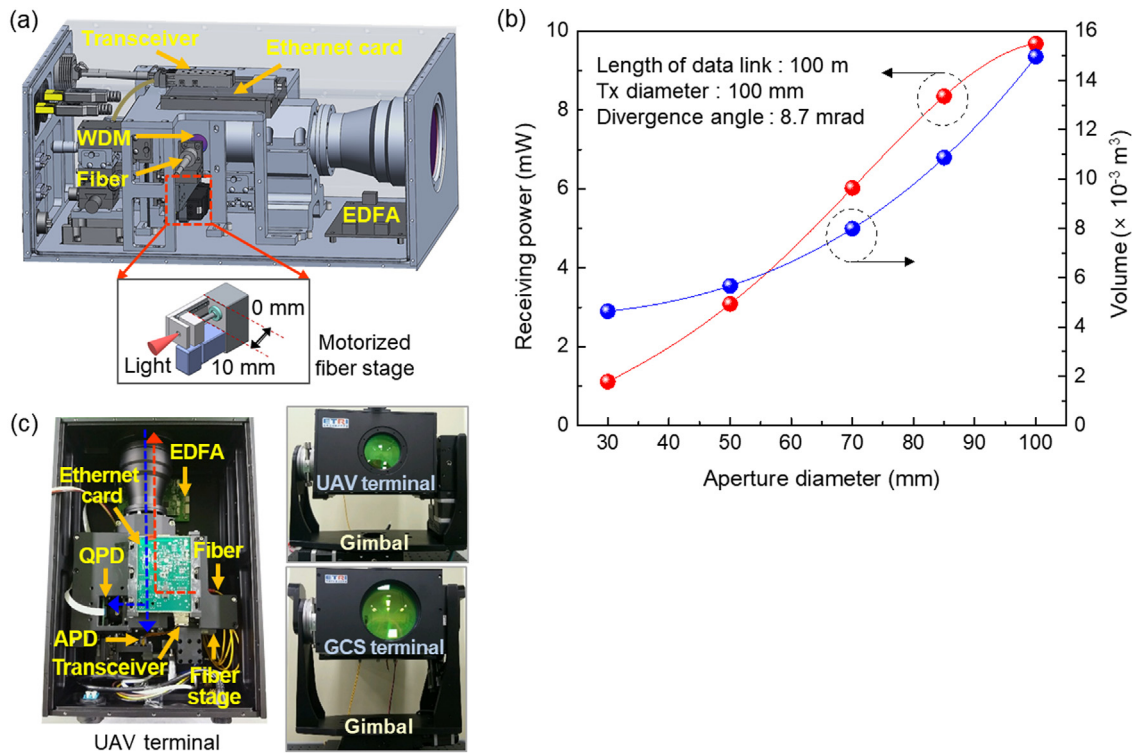 (a)
Transceiver
Ethernet card
WDM
Fiber
EDFA
0 mm
Light
10 mm
Motorized
fiber stage
(b)
Length of data link : 100 m
Tx diameter : 100 mm
Divergence angle : 8.7 mrad
Receiving power (mW)
10
8
6
4
2
0
Volume (× 10⁻³ m³)
16
14
12
10
8
6
4
2
0
30 40 50 60 70 80 90 100
Aperture diameter (mm)
(c)
EDFA
Ethernet
card
QPD
Fiber
APD
Transceiver
Fiber
stage
UAV terminal
UAV terminal
Gimbal
GCS terminal
Gimbal